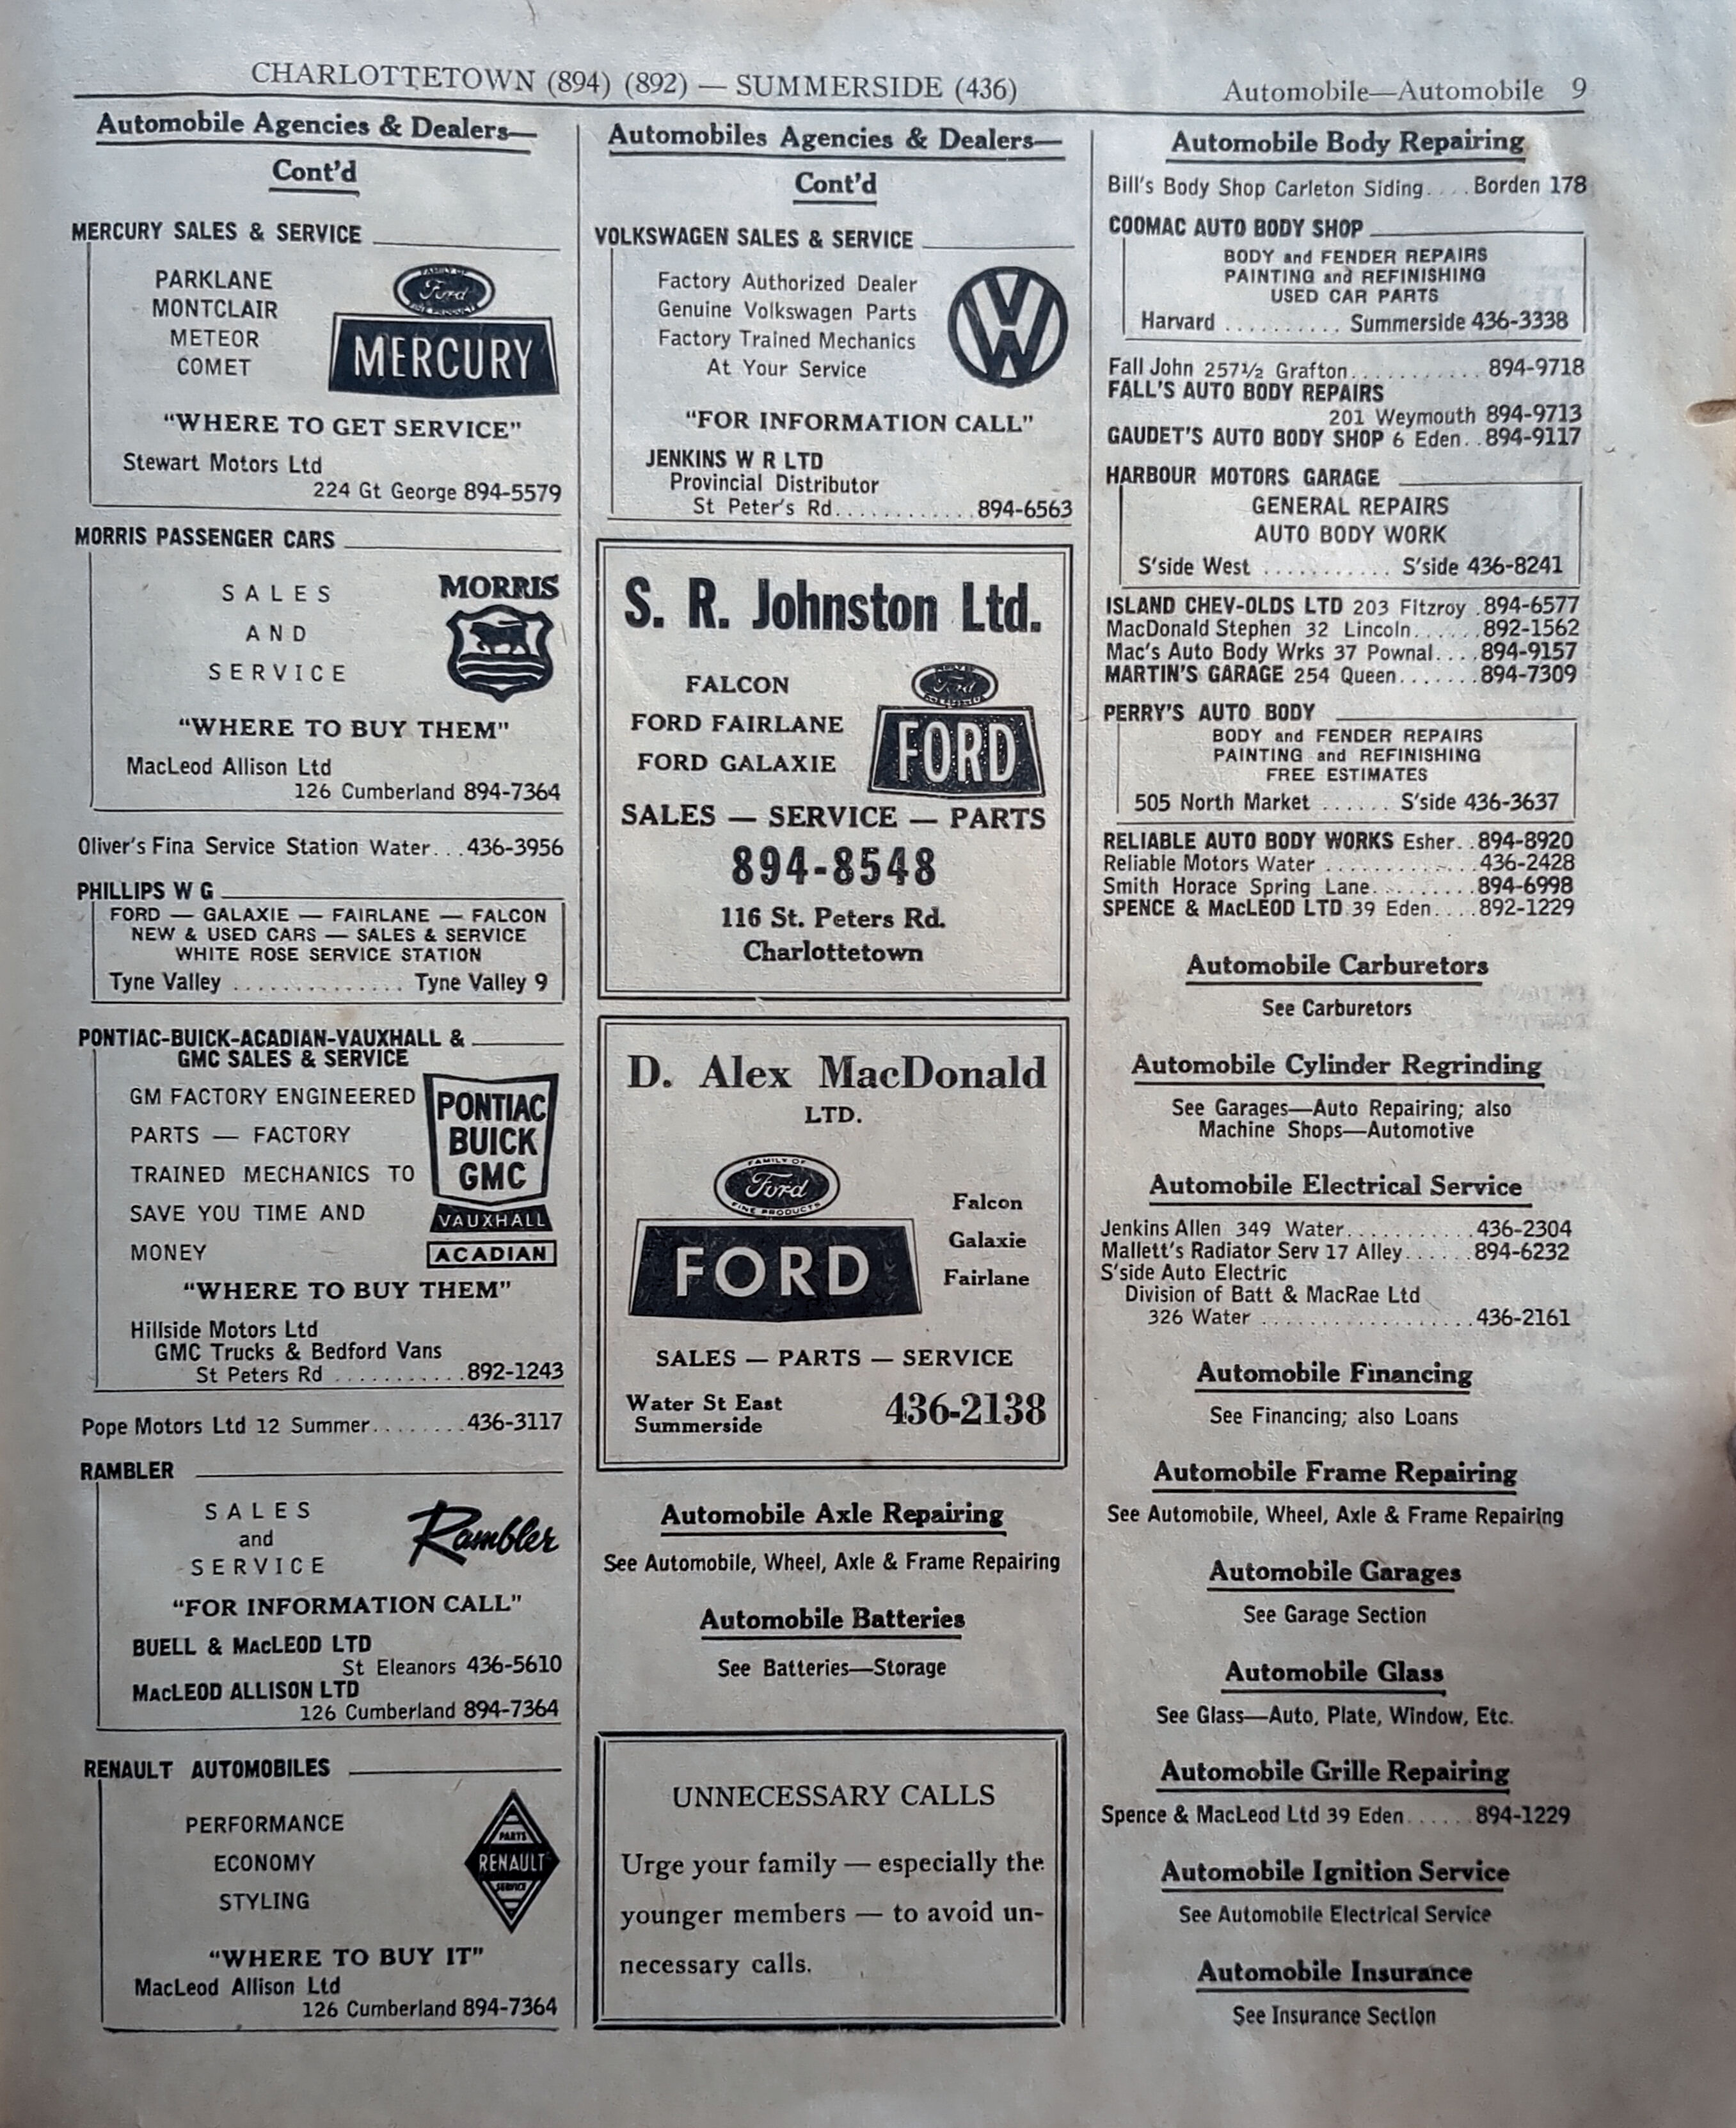 CHARLOTTETOWN (894) (892) — SUMMERSIDE (436)
Automobile—Automobile 9
Automobile Agencies & Dealers—
Cont'd
MERCURY SALES & SERVICE
PARKLANE
MONTCLAIR
METEOR
COMET
FAMILY OF
Ford
FINE PRODUCTS
MERCURY
"WHERE TO GET SERVICE"
Stewart Motors Ltd
224 Gt George 894-5579
MORRIS PASSENGER CARS
SALES
AND
SERVICE
MORRIS
"WHERE TO BUY THEM"
MacLeod Allison Ltd
126 Cumberland 894-7364
Oliver's Fina Service Station Water...436-3956
PHILLIPS W G
FORD — GALAXIE — FAIRLANE — FALCON
NEW & USED CARS — SALES & SERVICE
WHITE ROSE SERVICE STATION
Tyne Valley .............. Tyne Valley 9
PONTIAC-BUICK-ACADIAN-VAUXHALL &
GMC SALES & SERVICE
GM FACTORY ENGINEERED
PARTS — FACTORY
TRAINED MECHANICS TO
SAVE YOU TIME AND
MONEY
PONTIAC
BUICK
GMC
VAUXHALL
ACADIAN
"WHERE TO BUY THEM"
Hillside Motors Ltd
GMC Trucks & Bedford Vans
St Peters Rd ...........892-1243
Pope Motors Ltd 12 Summer........436-3117
RAMBLER
SALES
and
SERVICE
Rambler
"FOR INFORMATION CALL"
BUELL & MacLEOD LTD
St Eleanors 436-5610
MacLEOD ALLISON LTD
126 Cumberland 894-7364
RENAULT AUTOMOBILES
PERFORMANCE
ECONOMY
STYLING
PARTS
RENAULT
SERVICE
"WHERE TO BUY IT"
MacLeod Allison Ltd
126 Cumberland 894-7364
Automobiles Agencies & Dealers—
Cont'd
VOLKSWAGEN SALES & SERVICE
Factory Authorized Dealer
Genuine Volkswagen Parts
Factory Trained Mechanics
At Your Service
VW
"FOR INFORMATION CALL"
JENKINS W R LTD
Provincial Distributor
St Peter's Rd............894-6563
S. R. Johnston Ltd.
FALCON
FORD FAIRLANE
FORD GALAXIE
Ford
FORD
SALES — SERVICE — PARTS
894-8548
116 St. Peters Rd.
Charlottetown
D. Alex MacDonald
LTD.
FAMILY OF
Ford
FINE PRODUCTS
FORD
Falcon
Galaxie
Fairlane
SALES — PARTS — SERVICE
Water St East
Summerside
436-2138
Automobile Axle Repairing
See Automobile, Wheel, Axle & Frame Repairing
Automobile Batteries
See Batteries—Storage
UNNECESSARY CALLS
Urge your family — especially the
younger members — to avoid un-
necessary calls.
Automobile Body Repairing
Bill's Body Shop Carleton Siding.... Borden 178
COOMAC AUTO BODY SHOP
BODY and FENDER REPAIRS
PAINTING and REFINISHING
USED CAR PARTS
Harvard .......... Summerside 436-3338
Fall John 257½ Grafton........... 894-9718
FALL'S AUTO BODY REPAIRS
201 Weymouth 894-9713
GAUDET'S AUTO BODY SHOP 6 Eden..894-9117
HARBOUR MOTORS GARAGE
GENERAL REPAIRS
AUTO BODY WORK
S'side West ........... S'side 436-8241
ISLAND CHEV-OLDS LTD 203 Fitzroy .894-6577
MacDonald Stephen 32 Lincoln......892-1562
Mac's Auto Body Wrks 37 Pownal....894-9157
MARTIN'S GARAGE 254 Queen.......894-7309
PERRY'S AUTO BODY
BODY and FENDER REPAIRS
PAINTING and REFINISHING
FREE ESTIMATES
505 North Market ...... S'side 436-3637
RELIABLE AUTO BODY WORKS Esher..894-8920
Reliable Motors Water .............436-2428
Smith Horace Spring Lane.........894-6998
SPENCE & MacLEOD LTD 39 Eden....892-1229
Automobile Carburetors
See Carburetors
Automobile Cylinder Regrinding
See Garages—Auto Repairing; also
Machine Shops—Automotive
Automobile Electrical Service
Jenkins Allen 349 Water...........436-2304
Mallett's Radiator Serv 17 Alley......894-6232
S'side Auto Electric
Division of Batt & MacRae Ltd
326 Water ..................436-2161
Automobile Financing
See Financing; also Loans
Automobile Frame Repairing
See Automobile, Wheel, Axle & Frame Repairing
Automobile Garages
See Garage Section
Automobile Glass
See Glass—Auto, Plate, Window, Etc.
Automobile Grille Repairing
Spence & MacLeod Ltd 39 Eden......894-1229
Automobile Ignition Service
See Automobile Electrical Service
Automobile Insurance
See Insurance Section